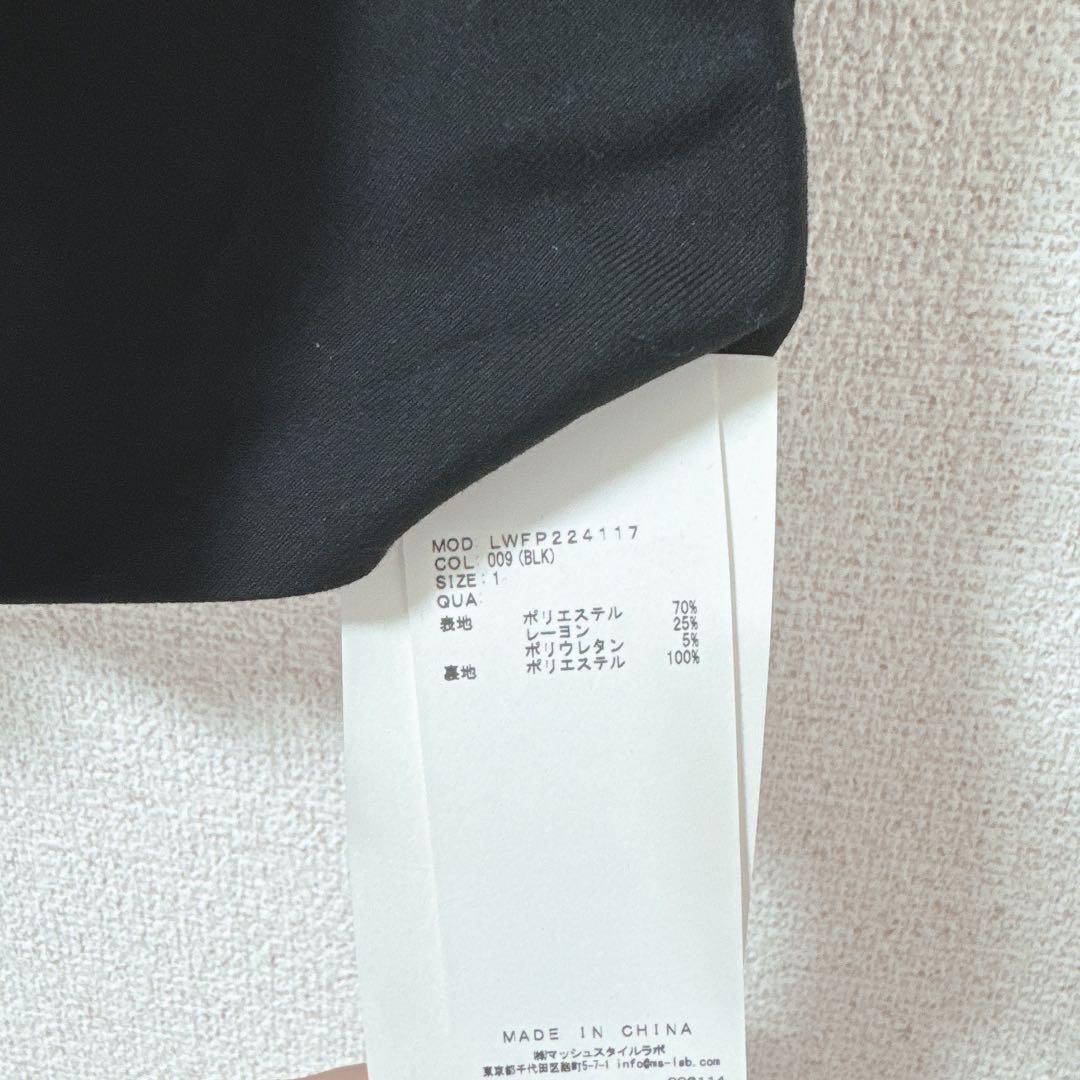 MOD: LWFP224117
COL: 009(BLK)
SIZE:1
QUA:
表地 ポリエステル 70%
レーヨン 25%
ポリウレタン 5%
裏地 ポリエステル 100%
MADE IN CHINA
㈱マッシュスタイルラボ
東京都千代田区麹町5-7-1 info@ms-lab.com